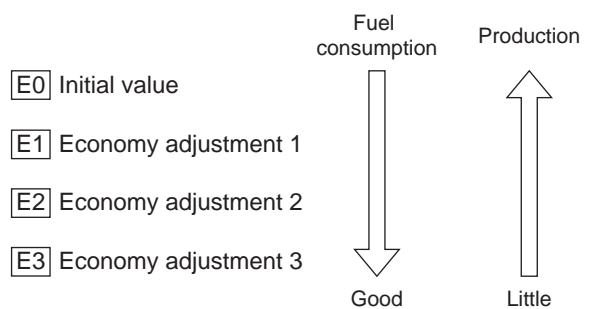 Fuel
consumption
Production
E0 Initial value
E1 Economy adjustment 1
E2 Economy adjustment 2
E3 Economy adjustment 3
Good
Little